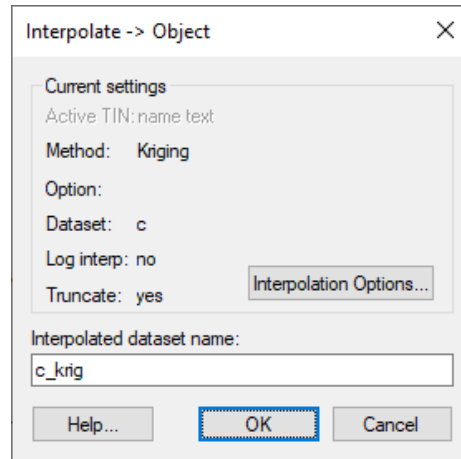 Interpolate -> Object
Current settings
Active TIN: name text
Method: Kriging
Option:
Dataset: c
Log interp: no
Truncate: yes
Interpolation Options...
Interpolated dataset name:
c_krig
Help... OK Cancel